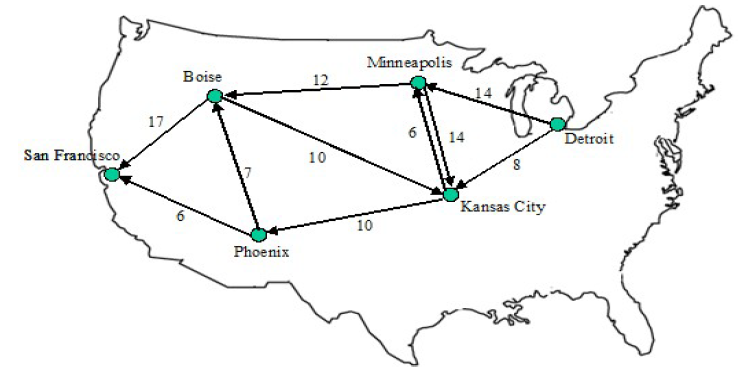 Minneapolis
Boise
12
14
17
Detroit
6
14
San Francisco
10
8
7
Kansas City
6
10
Phoenix